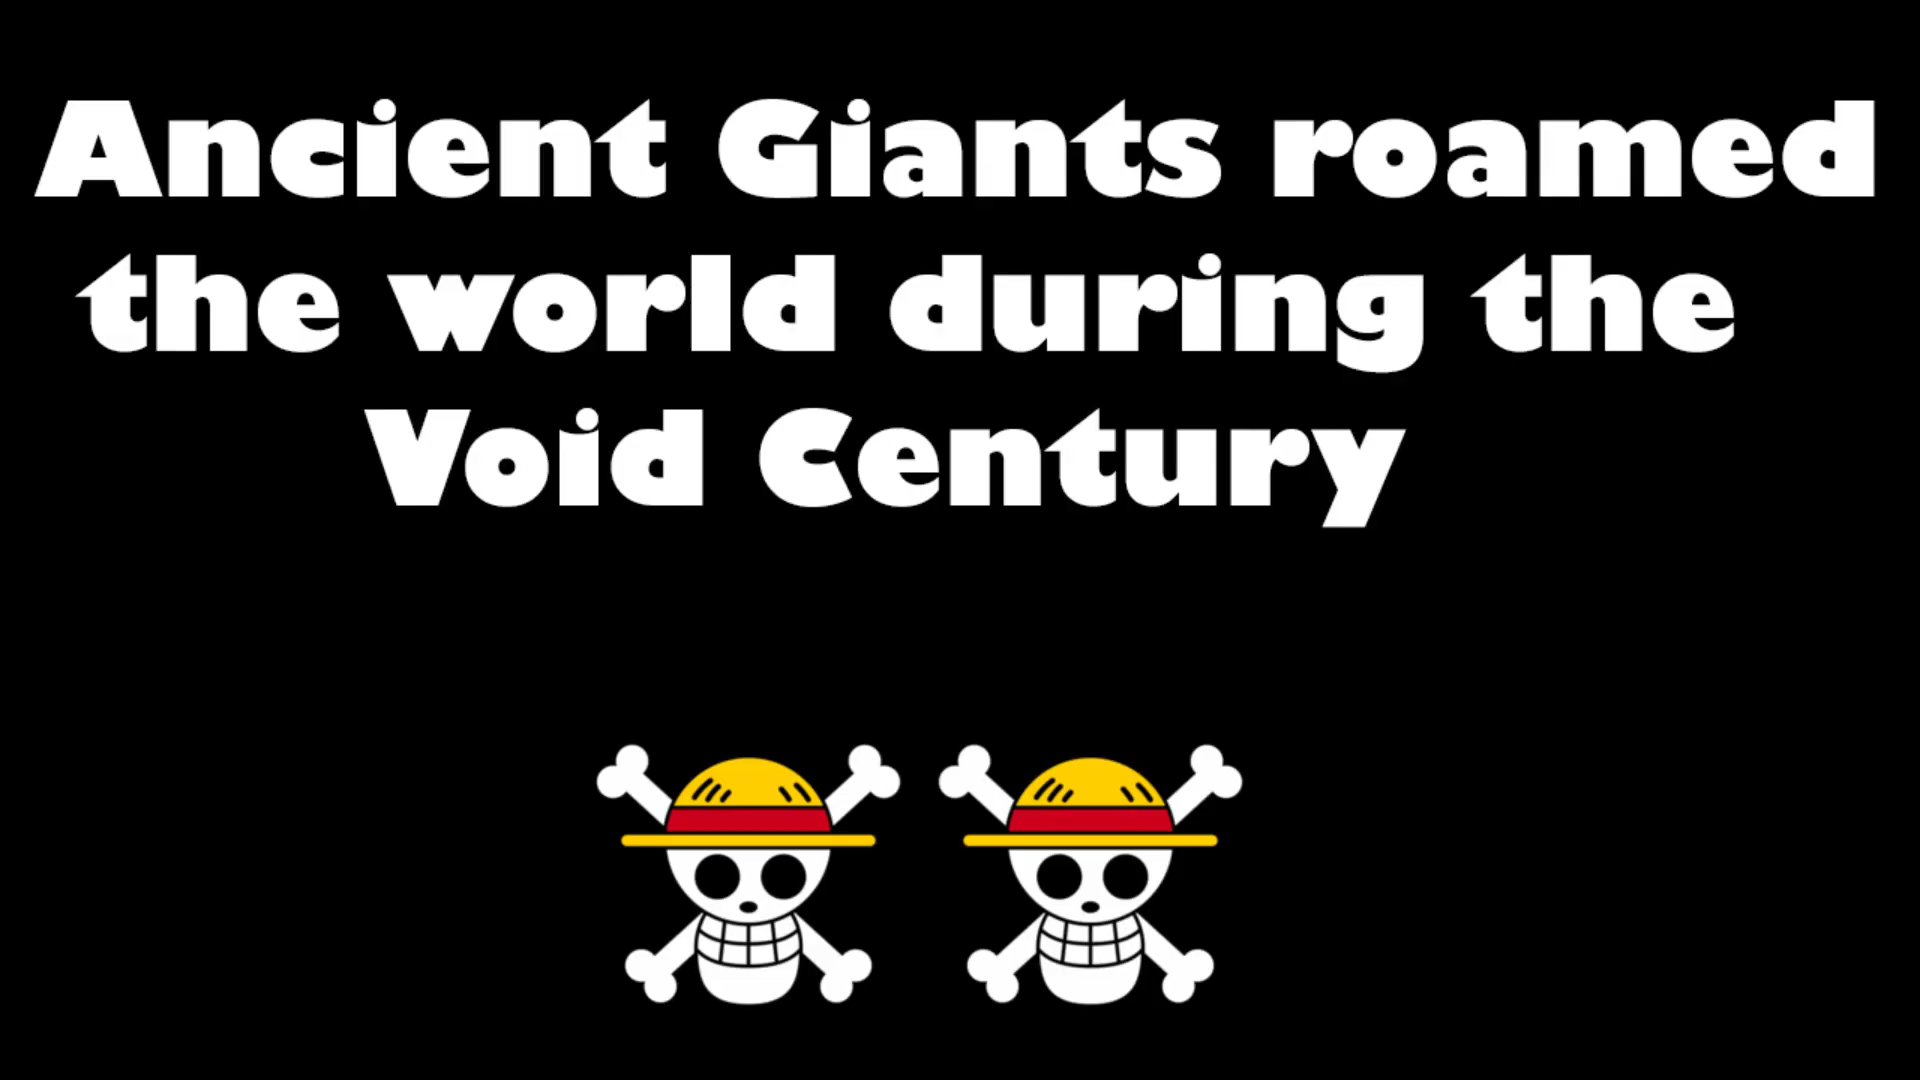 Ancient Giants roamed
the world during the
Void Century